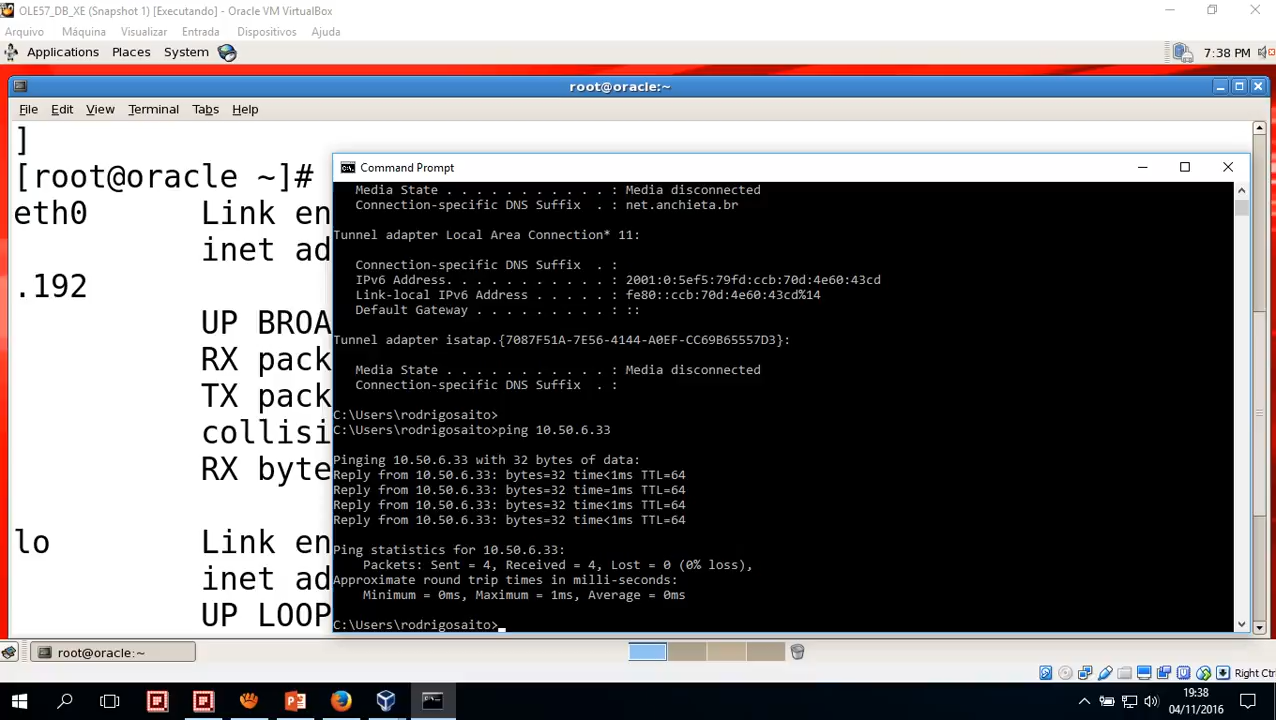 OLE57_DB_XE (Snapshot 1) [Executando] - Oracle VM VirtualBox
Arquivo Máquina Visualizar Entrada Dispositivos Ajuda
Applications Places System 7:38 PM
root@oracle:~
File Edit View Terminal Tabs Help
]
[root@oracle ~]#
eth0 Link en
inet ad
.192
UP BROA
RX pack
TX pack
collisi
RX byte
lo Link en
inet ad
UP LOOP
Command Prompt
Media State . . . . . . . . . . . : Media disconnected
Connection-specific DNS Suffix . : net.anchieta.br
Tunnel adapter Local Area Connection* 11:
Connection-specific DNS Suffix . :
IPv6 Address. . . . . . . . . . . : 2001:0:5ef5:79fd:ccb:70d:4e60:43cd
Link-local IPv6 Address . . . . . : fe80::ccb:70d:4e60:43cd%14
Default Gateway . . . . . . . . . : ::
Tunnel adapter isatap.{7087F51A-7E56-4144-A0EF-CC69B65557D3}:
Media State . . . . . . . . . . . : Media disconnected
Connection-specific DNS Suffix . :
C:\Users\rodrigosaito>
C:\Users\rodrigosaito>ping 10.50.6.33
Pinging 10.50.6.33 with 32 bytes of data:
Reply from 10.50.6.33: bytes=32 time<1ms TTL=64
Reply from 10.50.6.33: bytes=32 time=1ms TTL=64
Reply from 10.50.6.33: bytes=32 time<1ms TTL=64
Reply from 10.50.6.33: bytes=32 time<1ms TTL=64
Ping statistics for 10.50.6.33:
Packets: Sent = 4, Received = 4, Lost = 0 (0% loss),
Approximate round trip times in milli-seconds:
Minimum = 0ms, Maximum = 1ms, Average = 0ms
C:\Users\rodrigosaito>
root@oracle:~
Right Ctr
19:38
04/11/2016